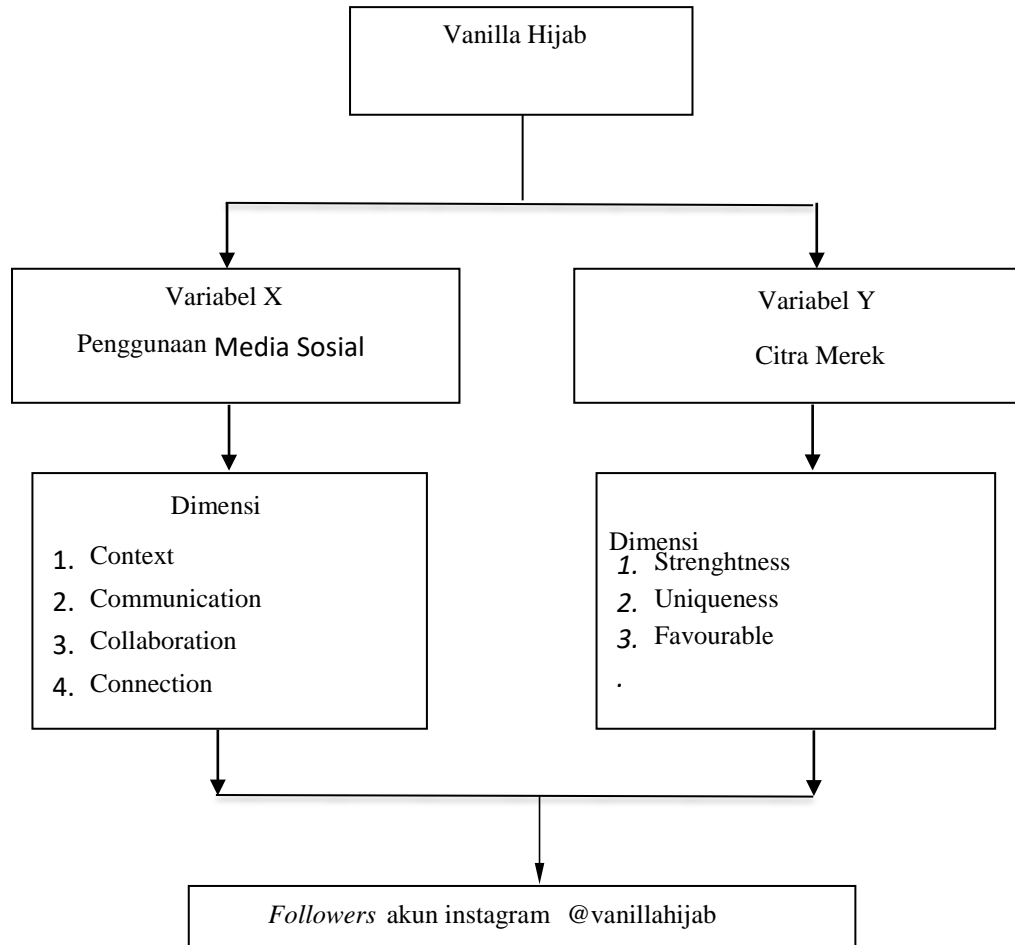 Vanilla Hijab
Variabel X
Penggunaan Media Sosial
Variabel Y
Citra Merek
Dimensi
1. Context
2. Communication
3. Collaboration
4. Connection
Dimensi
1. Strenghtness
2. Uniqueness
3. Favourable
.
Followers akun instagram @vanillahijab